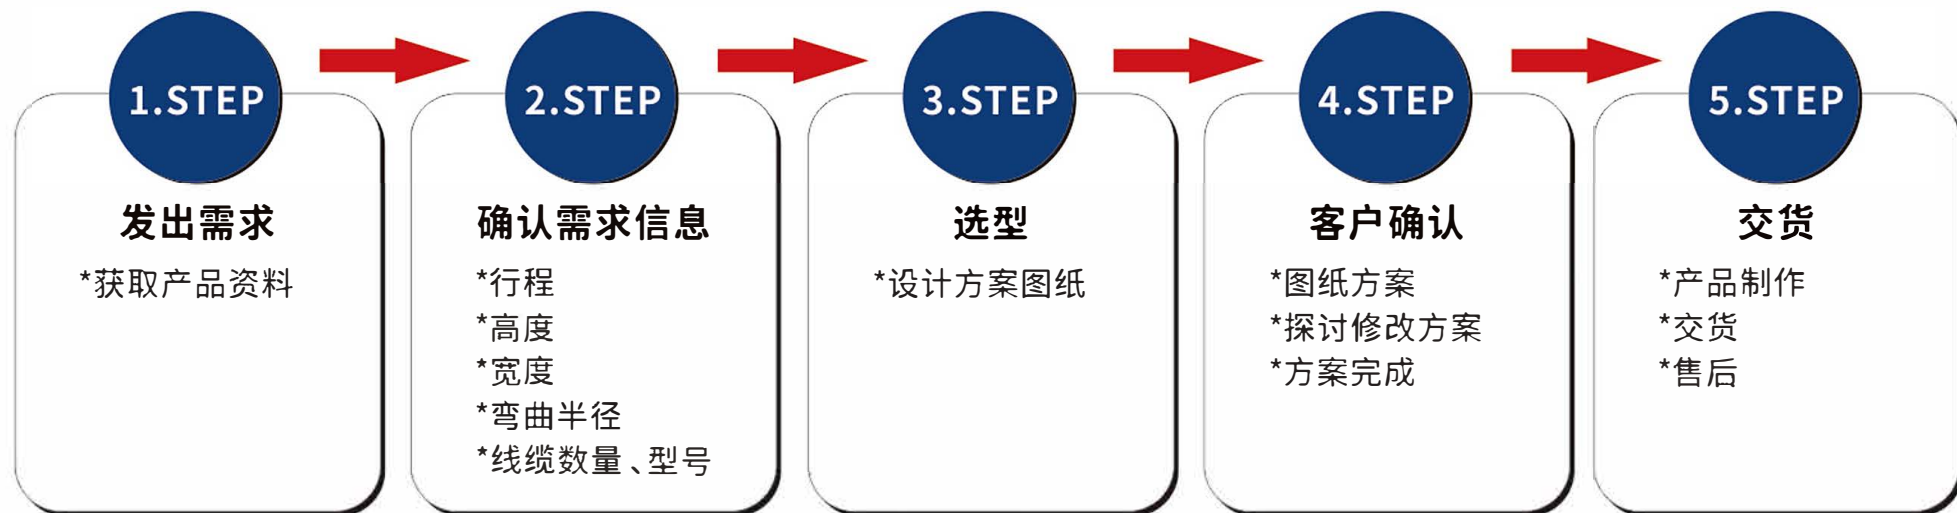 1.STEP
发出需求
*获取产品资料
2.STEP
确认需求信息
*行程
*高度
*宽度
*弯曲半径
*线缆数量、型号
3.STEP
选型
*设计方案图纸
4.STEP
客户确认
*图纸方案
*探讨修改方案
*方案完成
5.STEP
交货
*产品制作
*交货
*售后